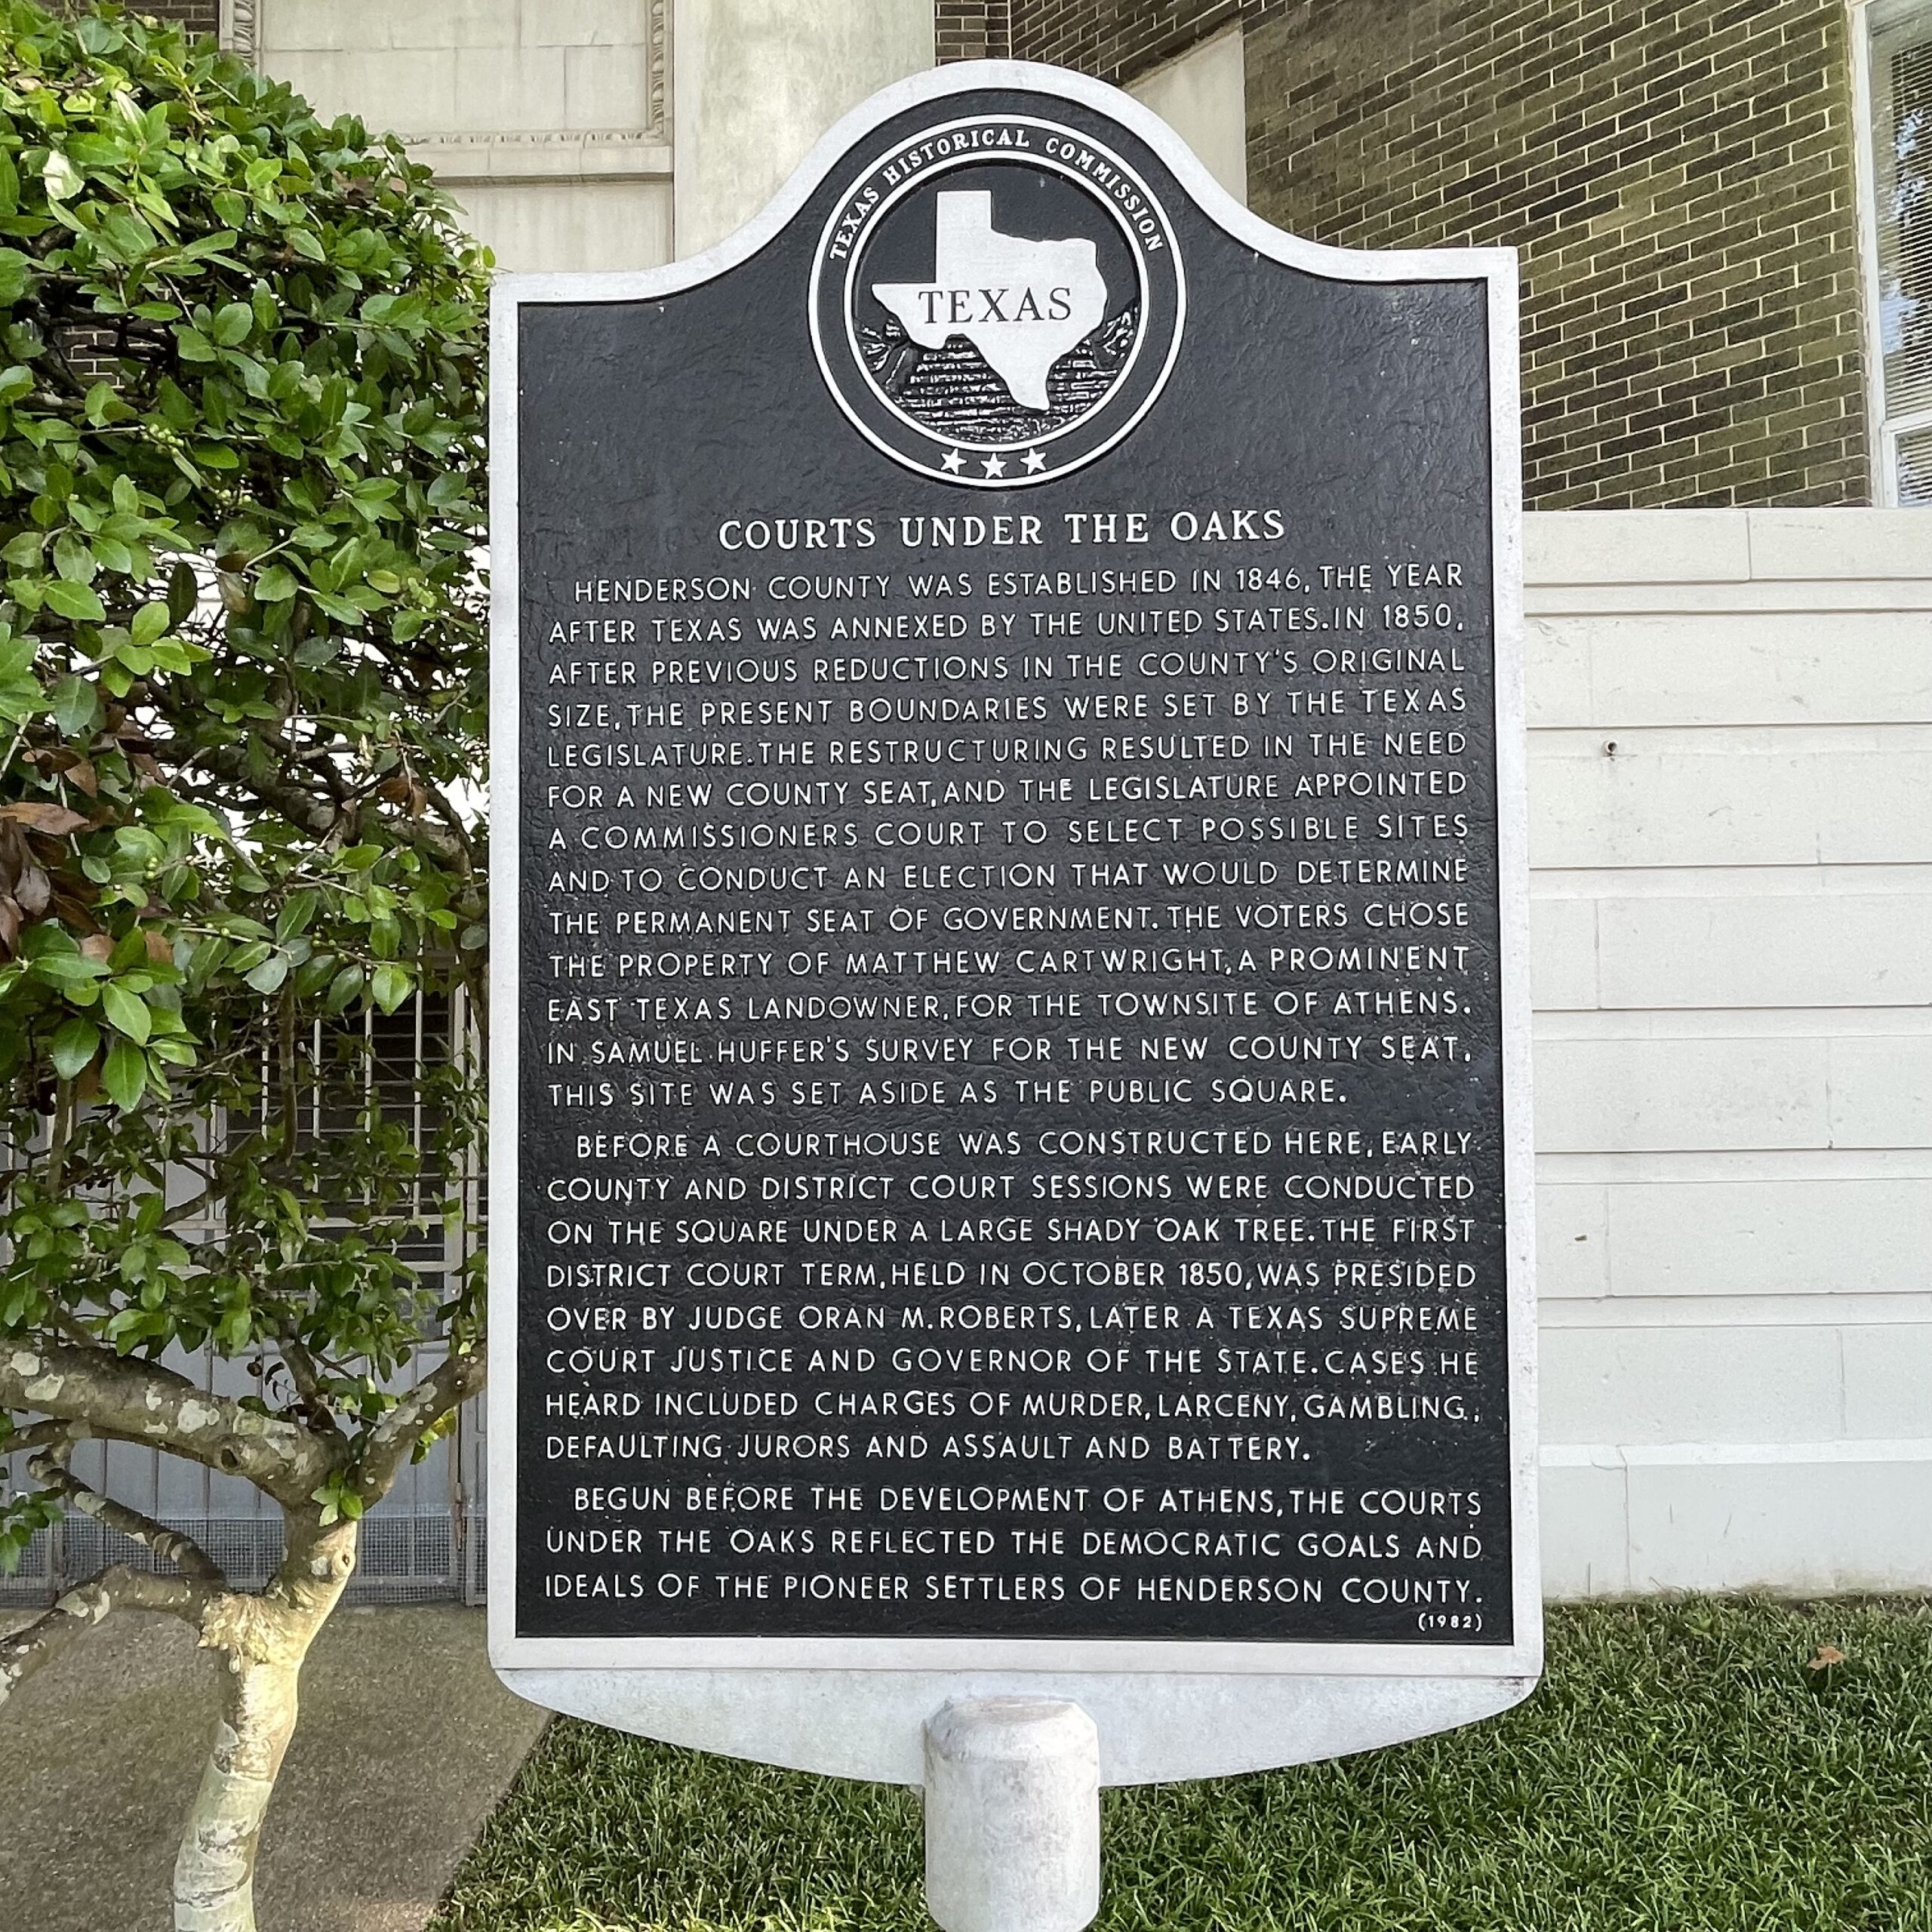 TEXAS HISTORICAL COMMISSION
TEXAS
COURTS UNDER THE OAKS
HENDERSON COUNTY WAS ESTABLISHED IN 1846, THE YEAR
AFTER TEXAS WAS ANNEXED BY THE UNITED STATES. IN 1850,
AFTER PREVIOUS REDUCTIONS IN THE COUNTY'S ORIGINAL
SIZE, THE PRESENT BOUNDARIES WERE SET BY THE TEXAS
LEGISLATURE. THE RESTRUCTURING RESULTED IN THE NEED
FOR A NEW COUNTY SEAT, AND THE LEGISLATURE APPOINTED
A COMMISSIONERS COURT TO SELECT POSSIBLE SITES
AND TO CONDUCT AN ELECTION THAT WOULD DETERMINE
THE PERMANENT SEAT OF GOVERNMENT. THE VOTERS CHOSE
THE PROPERTY OF MATTHEW CARTWRIGHT, A PROMINENT
EAST TEXAS LANDOWNER, FOR THE TOWNSITE OF ATHENS.
IN SAMUEL HUFFER'S SURVEY FOR THE NEW COUNTY SEAT,
THIS SITE WAS SET ASIDE AS THE PUBLIC SQUARE.
BEFORE A COURTHOUSE WAS CONSTRUCTED HERE, EARLY
COUNTY AND DISTRICT COURT SESSIONS WERE CONDUCTED
ON THE SQUARE UNDER A LARGE SHADY OAK TREE. THE FIRST
DISTRICT COURT TERM, HELD IN OCTOBER 1850, WAS PRESIDED
OVER BY JUDGE ORAN M. ROBERTS, LATER A TEXAS SUPREME
COURT JUSTICE AND GOVERNOR OF THE STATE. CASES HE
HEARD INCLUDED CHARGES OF MURDER, LARCENY, GAMBLING,
DEFAULTING JURORS AND ASSAULT AND BATTERY.
BEGUN BEFORE THE DEVELOPMENT OF ATHENS, THE COURTS
UNDER THE OAKS REFLECTED THE DEMOCRATIC GOALS AND
IDEALS OF THE PIONEER SETTLERS OF HENDERSON COUNTY.
(1982)